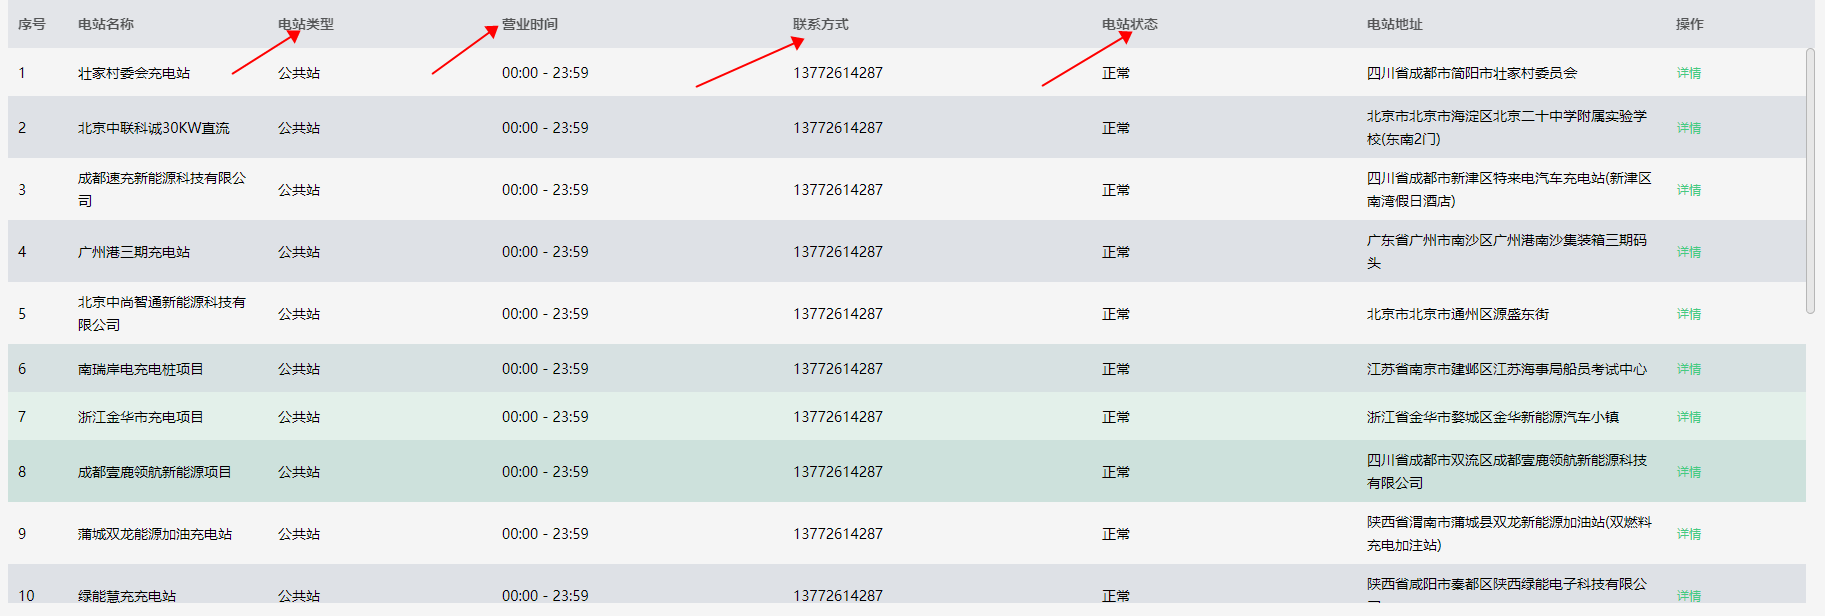 序号 电站名称 电站类型 营业时间 联系方式 电站状态 电站地址 操作
1 壮家村委会充电站 公共站 00:00 - 23:59 13772614287 正常 四川省成都市简阳市壮家村委员会 详情
2 北京中联科诚30KW直流 公共站 00:00 - 23:59 13772614287 正常 北京市北京市海淀区北京二十中学附属实验学
校(东南2门) 详情
3 成都速充新能源科技有限公
司 公共站 00:00 - 23:59 13772614287 正常 四川省成都市新津区特来电汽车充电站(新津区
南湾假日酒店) 详情
4 广州港三期充电站 公共站 00:00 - 23:59 13772614287 正常 广东省广州市南沙区广州港南沙集装箱三期码
头 详情
5 北京中尚智通新能源科技有
限公司 公共站 00:00 - 23:59 13772614287 正常 北京市北京市通州区源盛东街 详情
6 南瑞岸电充电桩项目 公共站 00:00 - 23:59 13772614287 正常 江苏省南京市建邺区江苏海事局船员考试中心 详情
7 浙江金华市充电项目 公共站 00:00 - 23:59 13772614287 正常 浙江省金华市婺城区金华新能源汽车小镇 详情
8 成都壹鹿领航新能源项目 公共站 00:00 - 23:59 13772614287 正常 四川省成都市双流区成都壹鹿领航新能源科技
有限公司 详情
9 蒲城双龙能源加油充电站 公共站 00:00 - 23:59 13772614287 正常 陕西省渭南市蒲城县双龙新能源加油站(双燃料
充电加注站) 详情
10 绿能慧充充电站 公共站 00:00 - 23:59 13772614287 正常 陕西省咸阳市秦都区陕西绿能电子科技有限公 详情